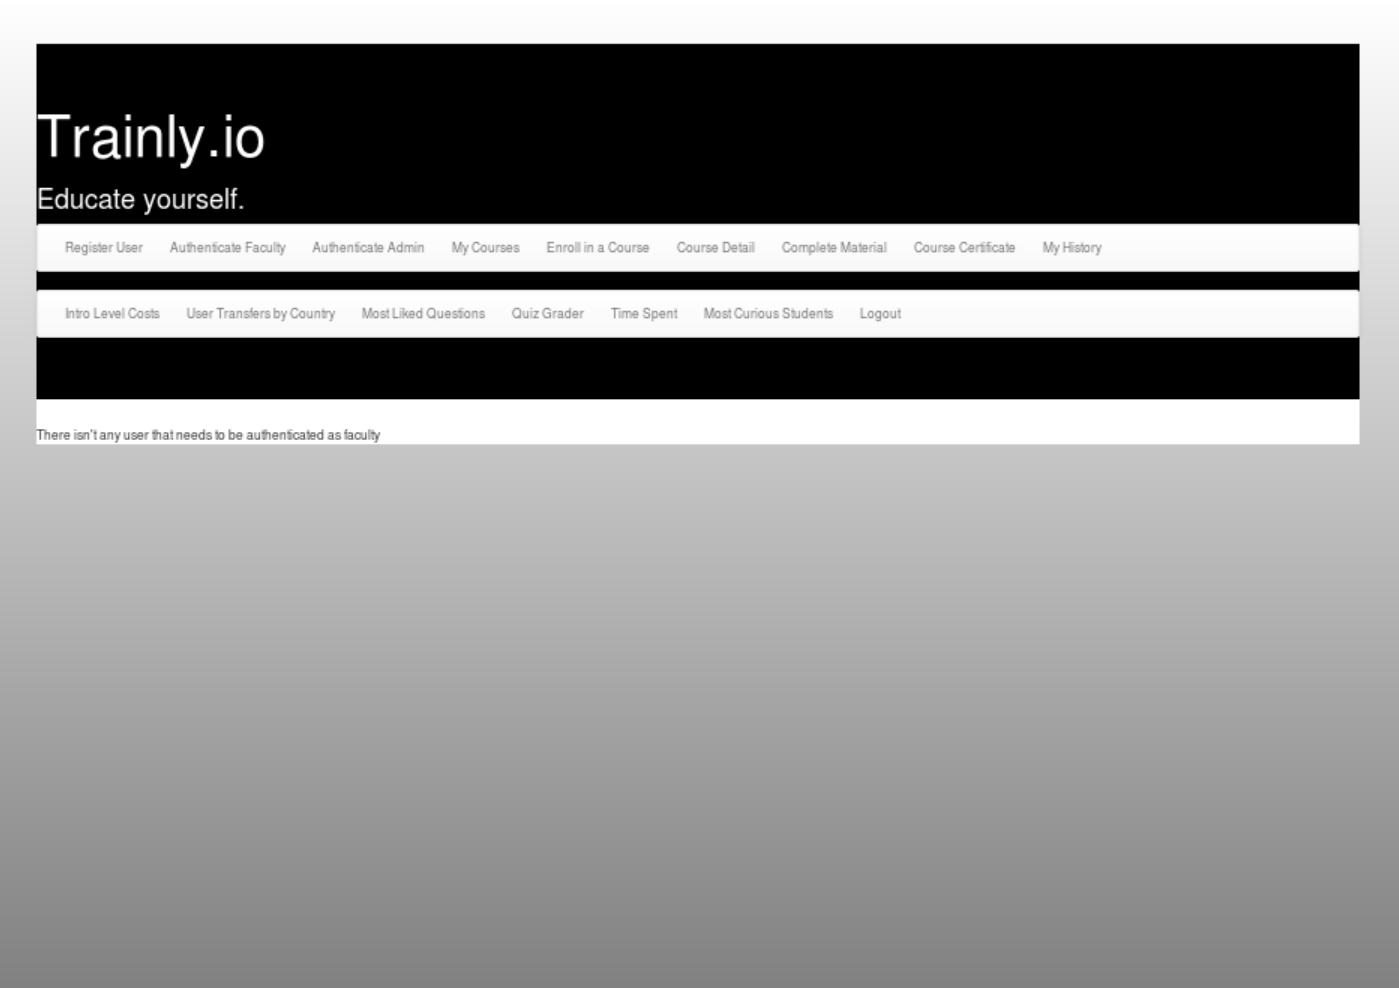 Trainly.io
Educate yourself.
Register User Authenticate Faculty Authenticate Admin My Courses Enroll in a Course Course Detail Complete Material Course Certificate My History
Intro Level Costs User Transfers by Country Most Liked Questions Quiz Grader Time Spent Most Curious Students Logout
There isn't any user that needs to be authenticated as faculty